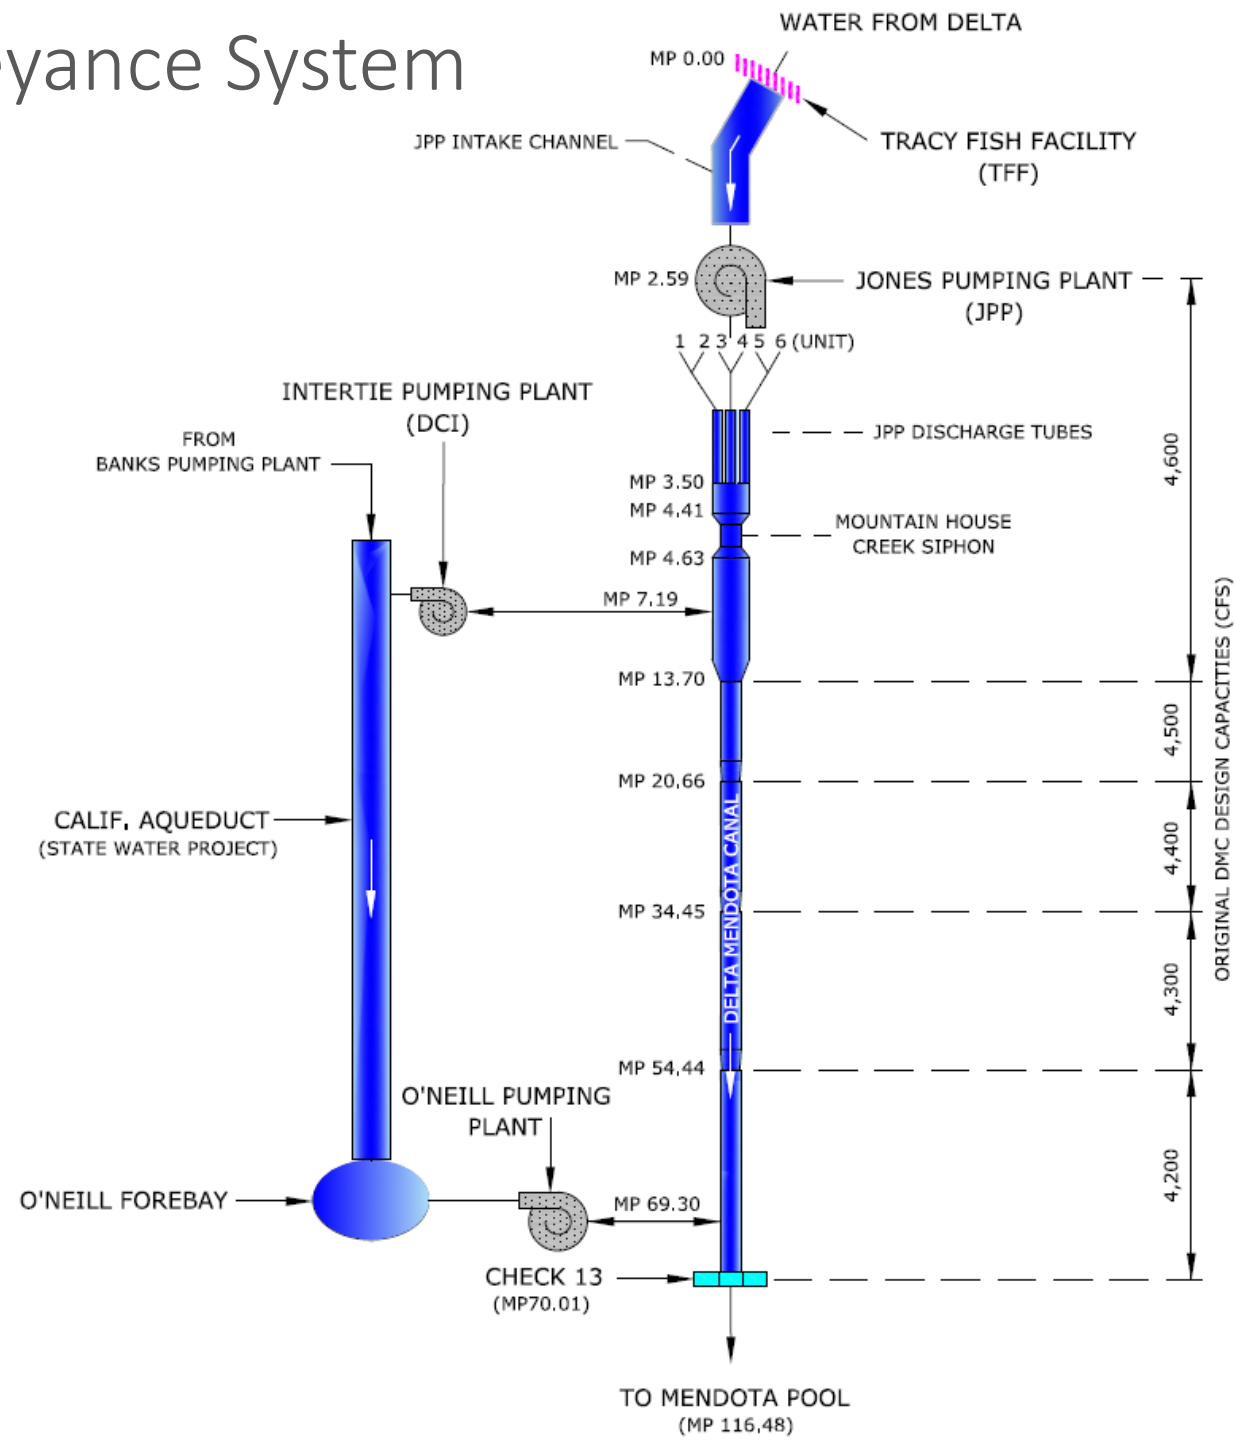 eyance System
WATER FROM DELTA
MP 0.00
JPP INTAKE CHANNEL
TRACY FISH FACILITY
(TFF)
MP 2.59
JONES PUMPING PLANT
(JPP)
1 2 3 4 5 6 (UNIT)
INTERTIE PUMPING PLANT
(DCI)
FROM
BANKS PUMPING PLANT
JPP DISCHARGE TUBES
4,600
MP 3.50
MP 4.41
MOUNTAIN HOUSE
CREEK SIPHON
MP 4.63
MP 7.19
MP 13.70
4,500
ORIGINAL DMC DESIGN CAPACITIES (CFS)
MP 20.66
CALIF. AQUEDUCT
(STATE WATER PROJECT)
DELTA MENDOTA CANAL
4,400
MP 34.45
4,300
MP 54.44
O'NEILL PUMPING
PLANT
4,200
O'NEILL FOREBAY
MP 69.30
CHECK 13
(MP70.01)
TO MENDOTA POOL
(MP 116.48)